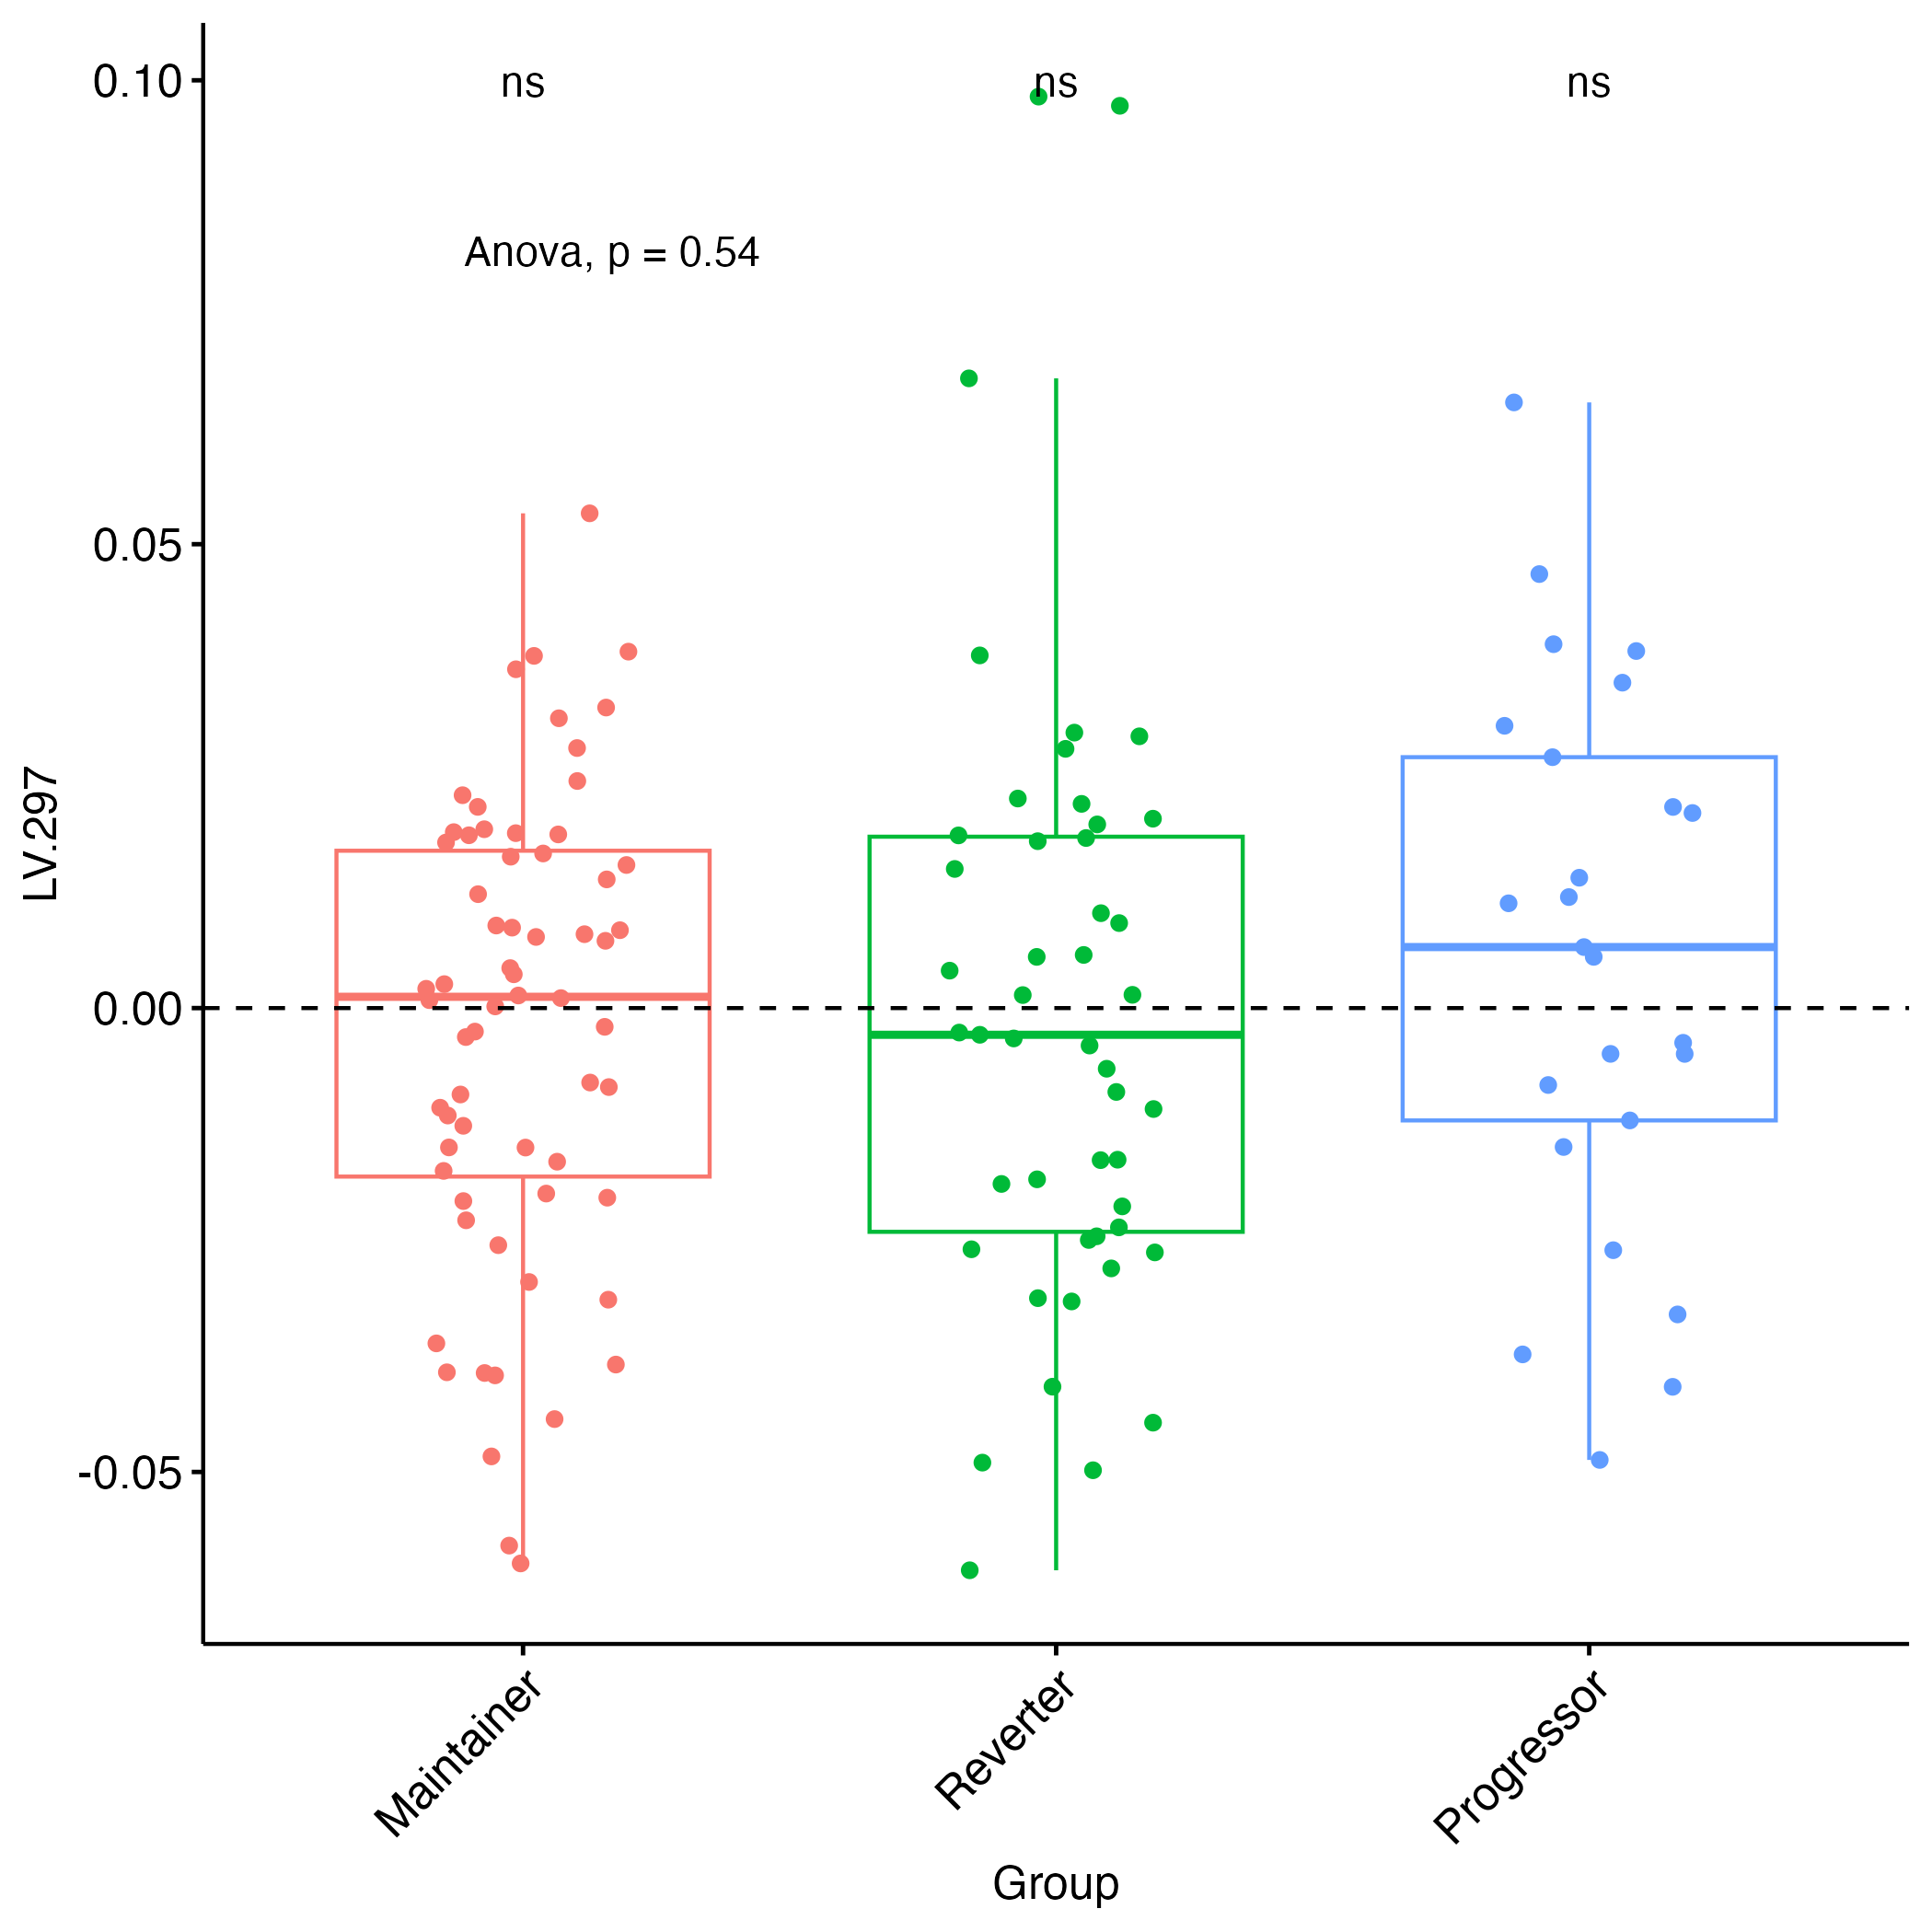 ns ns ns
Anova, p = 0.54
0.10
0.05
0.00
-0.05
LV.297
Maintainer
Reverter
Progressor
Group